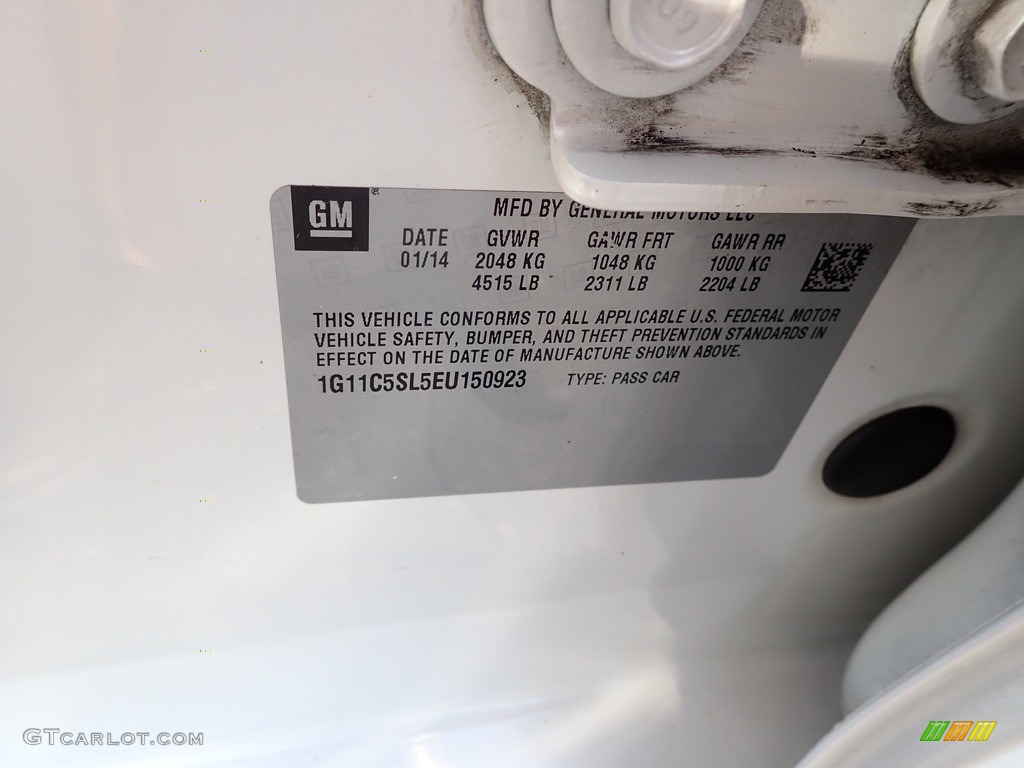 GM
MFD BY GENERAL MOTORS LLC
DATE GVWR GAWR FRT GAWR RR
01/14 2048 KG 1048 KG 1000 KG
4515 LB 2311 LB 2204 LB
THIS VEHICLE CONFORMS TO ALL APPLICABLE U.S. FEDERAL MOTOR
VEHICLE SAFETY, BUMPER, AND THEFT PREVENTION STANDARDS IN
EFFECT ON THE DATE OF MANUFACTURE SHOWN ABOVE.
1G11C5SL5EU150923 TYPE: PASS CAR
GTCARLOT.COM